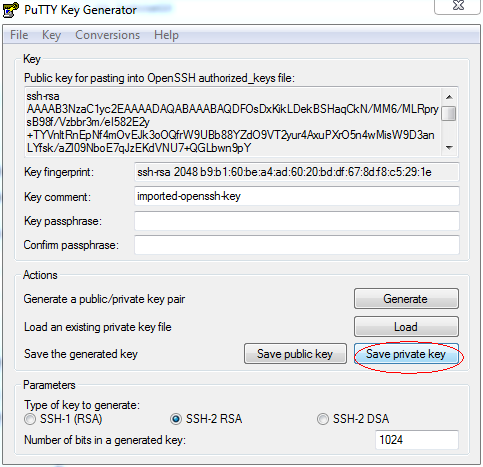 PuTTY Key Generator
File Key Conversions Help
Key
Public key for pasting into OpenSSH authorized_keys file:
ssh-rsa
AAAAB3NzaC1yc2EAAAADAQABAAABAQDFOsDxKikLDekBSHaqCkN/MM6/MLRpry
sB98f/Vzbbr3m/eI582E2y
+TYVnltRnEpNf4mOvEJk3oOQfrW9UBb88YZdO9VT2yur4AxuPXrO5n4wMisW9D3an
LYfsk/aZI09NboE7qJzEKdVNU7+QGLbwn9pY
Key fingerprint: ssh-rsa 2048 b9:b1:60:be:a4:ad:60:20:bd:df:67:8d:f8:c5:29:1e
Key comment: imported-openssh-key
Key passphrase:
Confirm passphrase:
Actions
Generate a public/private key pair Generate
Load an existing private key file Load
Save the generated key Save public key Save private key
Parameters
Type of key to generate:
SSH-1 (RSA) SSH-2 RSA SSH-2 DSA
Number of bits in a generated key: 1024